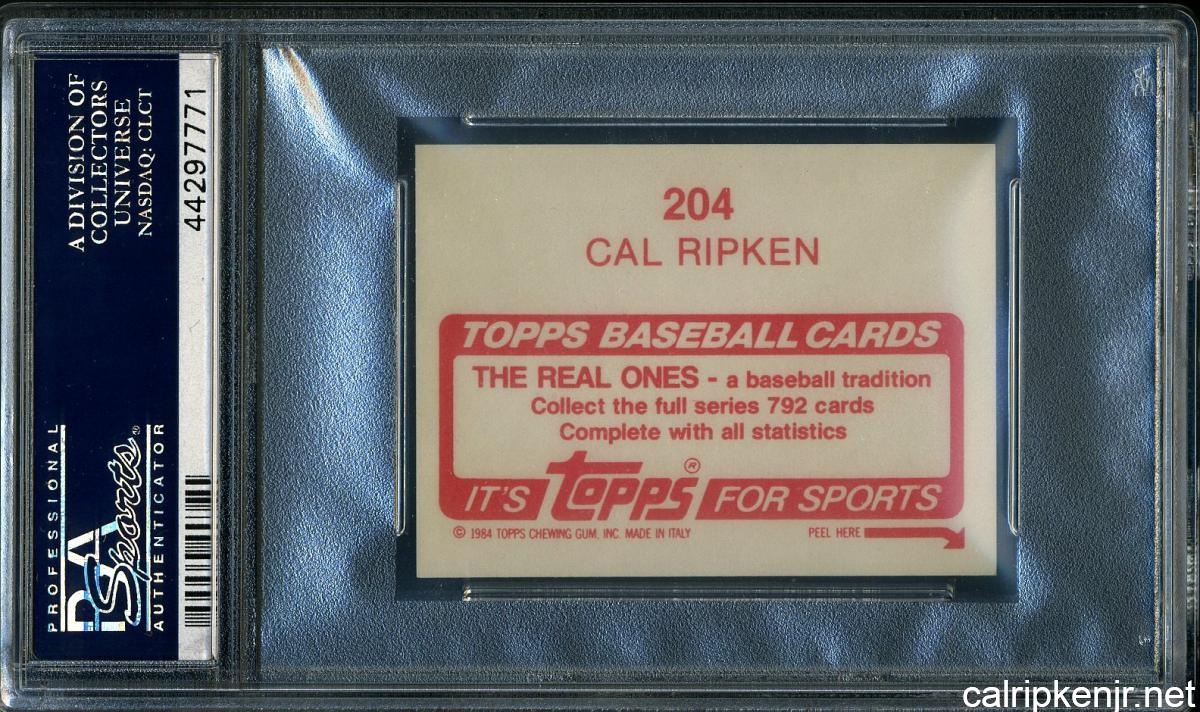 A DIVISION OF
COLLECTORS
UNIVERSE
NASDAQ: CLCT
44297771
PROFESSIONAL
PSA
Sports®
AUTHENTICATOR
204
CAL RIPKEN
TOPPS BASEBALL CARDS
THE REAL ONES - a baseball tradition
Collect the full series 792 cards
Complete with all statistics
IT'S topps® FOR SPORTS
© 1984 TOPPS CHEWING GUM, INC. MADE IN ITALY PEEL HERE
calripkenjr.net